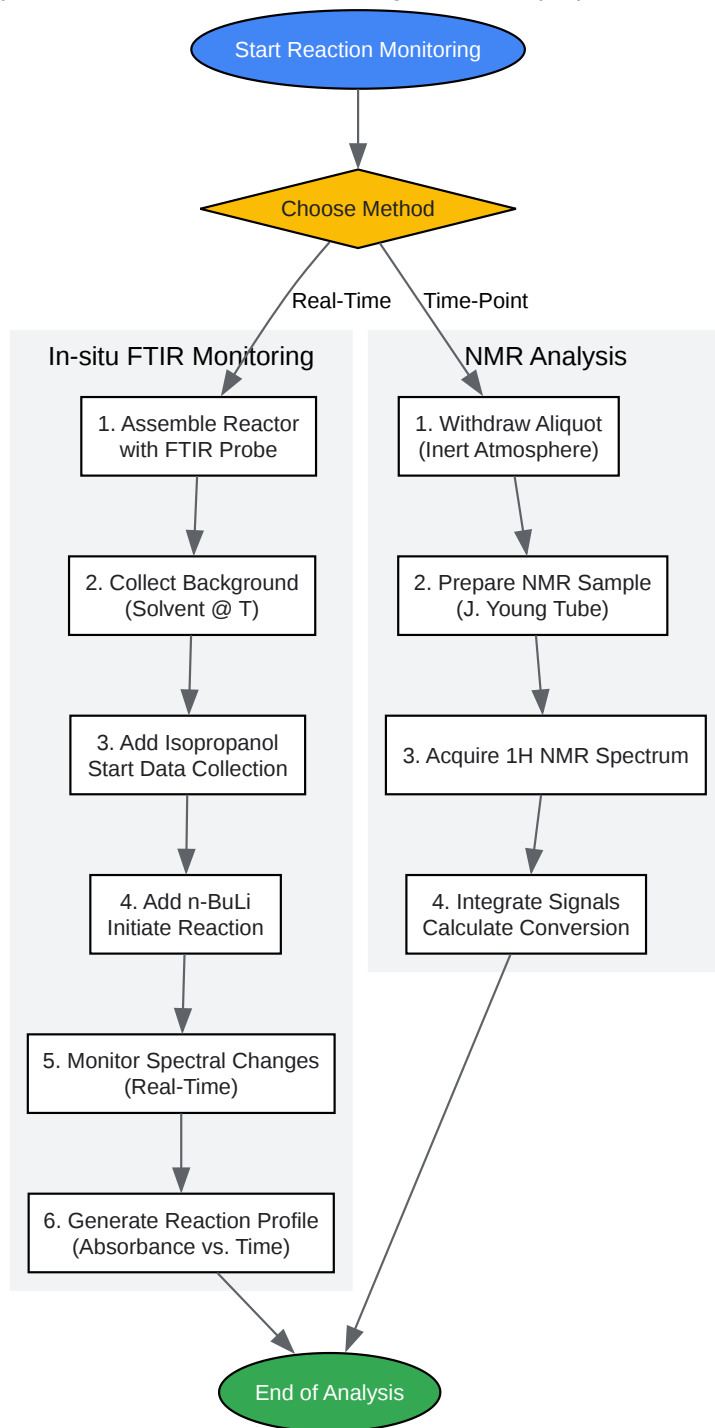 Start Reaction Monitoring
Choose Method
Real-Time
Time-Point
In-situ FTIR Monitoring
1. Assemble Reactor
with FTIR Probe
2. Collect Background
(Solvent @ T)
3. Add Isopropanol
Start Data Collection
4. Add n-BuLi
Initiate Reaction
5. Monitor Spectral Changes
(Real-Time)
6. Generate Reaction Profile
(Absorbance vs. Time)
NMR Analysis
1. Withdraw Aliquot
(Inert Atmosphere)
2. Prepare NMR Sample
(J. Young Tube)
3. Acquire 1H NMR Spectrum
4. Integrate Signals
Calculate Conversion
End of Analysis